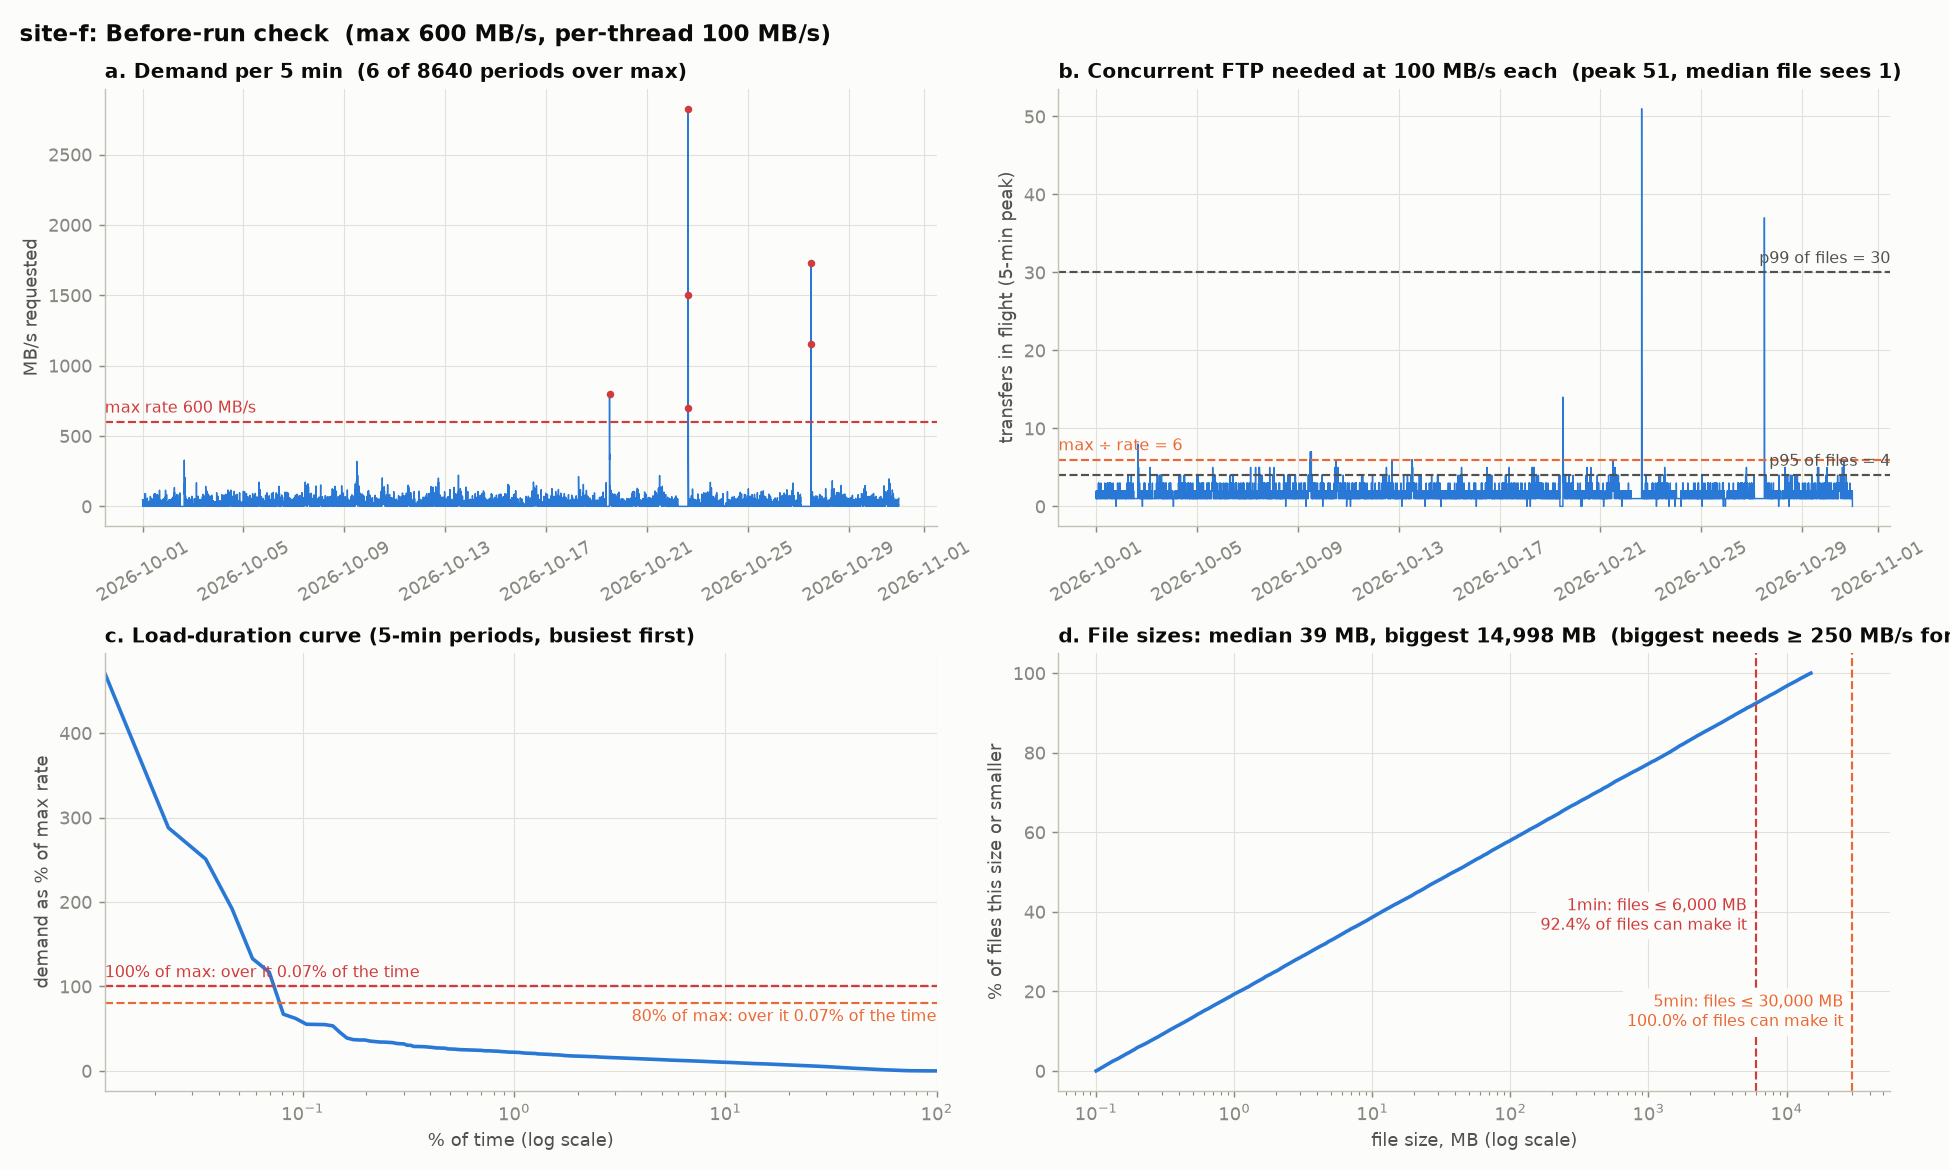 site-f: Before-run check  (max 600 MB/s, per-thread 100 MB/s)
a. Demand per 5 min  (6 of 8640 periods over max)
MB/s requested
2500
2000
1500
1000
500
0
max rate 600 MB/s
2026-10-01
2026-10-05
2026-10-09
2026-10-13
2026-10-17
2026-10-21
2026-10-25
2026-10-29
2026-11-01
b. Concurrent FTP needed at 100 MB/s each  (peak 51, median file sees 1)
transfers in flight (5-min peak)
50
40
30
20
10
0
p99 of files = 30
max ÷ rate = 6
p95 of files = 4
2026-10-01
2026-10-05
2026-10-09
2026-10-13
2026-10-17
2026-10-21
2026-10-25
2026-10-29
2026-11-01
c. Load-duration curve (5-min periods, busiest first)
demand as % of max rate
400
300
200
100
0
100% of max: over it 0.07% of the time
80% of max: over it 0.07% of the time
10⁻¹
10⁰
10¹
10²
% of time (log scale)
d. File sizes: median 39 MB, biggest 14,998 MB  (biggest needs ≥ 250 MB/s for
% of files this size or smaller
100
80
60
40
20
0
1min: files ≤ 6,000 MB
92.4% of files can make it
5min: files ≤ 30,000 MB
100.0% of files can make it
10⁻¹
10⁰
10¹
10²
10³
10⁴
file size, MB (log scale)